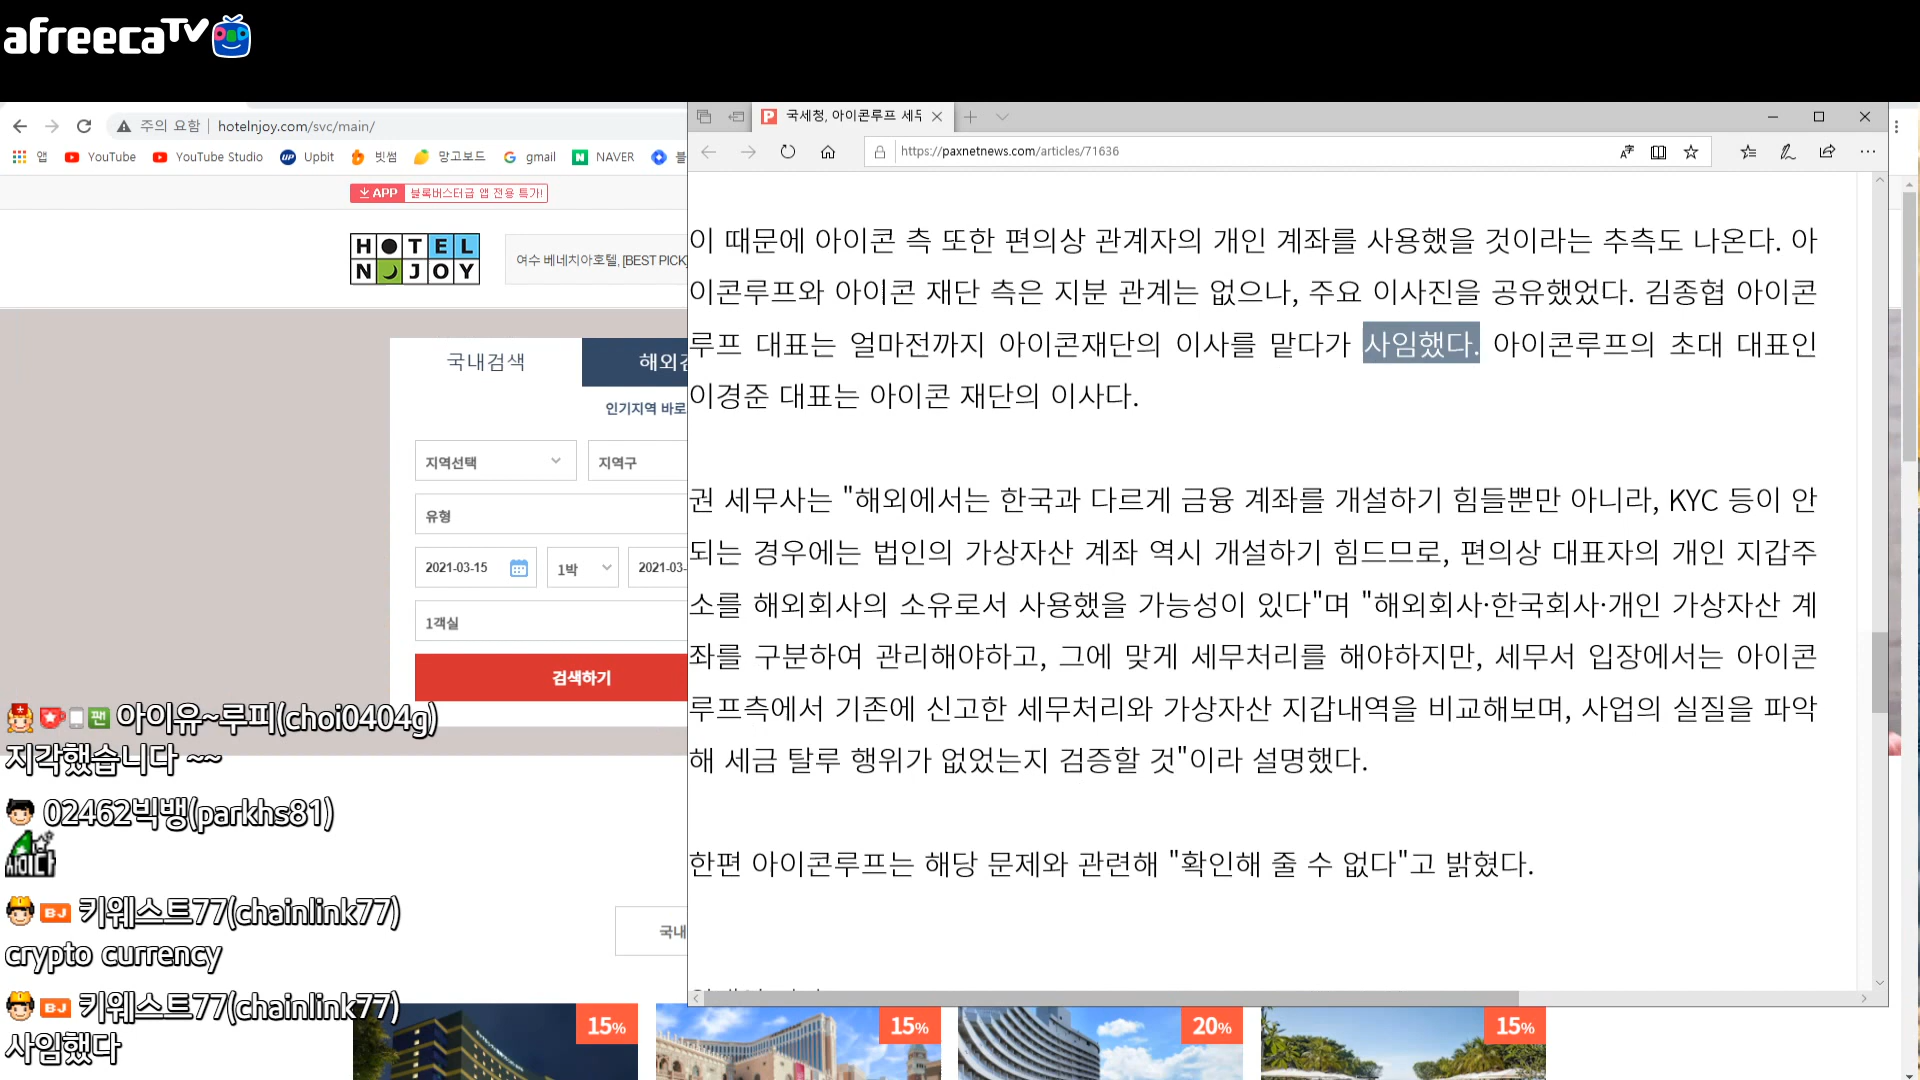 afreecaTV
주의 요함 hotelnjoy.com/svc/main/
앱 YouTube YouTube Studio Upbit 빗썸 망고보드 gmail NAVER 블
APP 블록버스터급 앱 전용 특가!
HOTEL
NJOY
여수 베네치아호텔, [BEST PICK]
국내검색
해외검
인기지역 바로
지역선택
지역구
유형
2021-03-15
1박
2021-03-
1객실
검색하기
국내
15%
15%
20%
15%
국세청, 아이콘루프 세무
https://paxnetnews.com/articles/71636
이 때문에 아이콘 측 또한 편의상 관계자의 개인 계좌를 사용했을 것이라는 추측도 나온다. 아
이콘루프와 아이콘 재단 측은 지분 관계는 없으나, 주요 이사진을 공유했었다. 김종협 아이콘
루프 대표는 얼마전까지 아이콘재단의 이사를 맡다가 사임했다. 아이콘루프의 초대 대표인
이경준 대표는 아이콘 재단의 이사다.
권 세무사는 "해외에서는 한국과 다르게 금융 계좌를 개설하기 힘들뿐만 아니라, KYC 등이 안
되는 경우에는 법인의 가상자산 계좌 역시 개설하기 힘드므로, 편의상 대표자의 개인 지갑주
소를 해외회사의 소유로서 사용했을 가능성이 있다"며 "해외회사·한국회사·개인 가상자산 계
좌를 구분하여 관리해야하고, 그에 맞게 세무처리를 해야하지만, 세무서 입장에서는 아이콘
루프측에서 기존에 신고한 세무처리와 가상자산 지갑내역을 비교해보며, 사업의 실질을 파악
해 세금 탈루 행위가 없었는지 검증할 것"이라 설명했다.
한편 아이콘루프는 해당 문제와 관련해 "확인해 줄 수 없다"고 밝혔다.
팬 아이유~루피(choi0404g)
지각했습니다 ~~
02462빅뱅(parkhs81)
사이다
BJ 키웨스트77(chainlink77)
crypto currency
BJ 키웨스트77(chainlink77)
사임했다